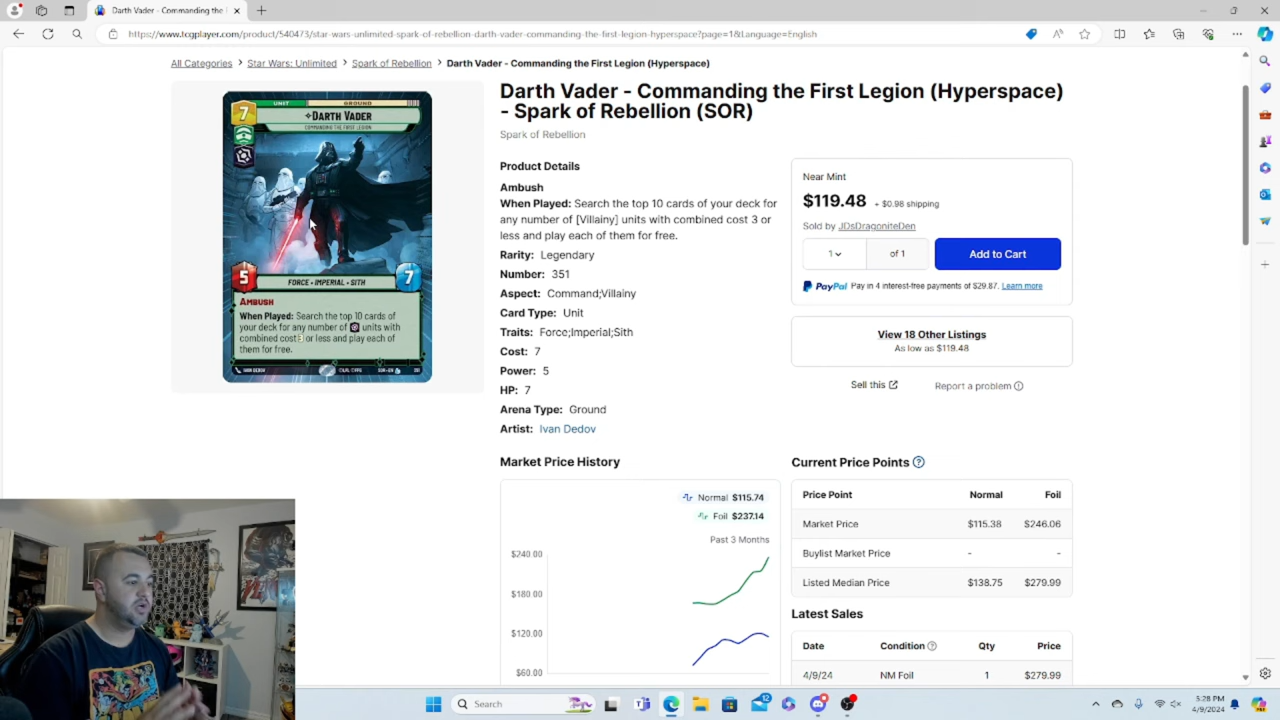 Darth Vader - Commanding the
https://www.tcgplayer.com/product/540473/star-wars-unlimited-spark-of-rebellion-darth-vader-commanding-the-first-legion-hyperspace?page=1&Language=English
All Categories > Star Wars: Unlimited > Spark of Rebellion > Darth Vader - Commanding the First Legion (Hyperspace)
UNIT GROUND
7
DARTH VADER
COMMANDING THE FIRST LEGION
5
FORCE • IMPERIAL • SITH
7
AMBUSH
When Played: Search the top 10 cards of
your deck for any number of units with
combined cost 3 or less and play each of
them for free.
Darth Vader - Commanding the First Legion (Hyperspace)
- Spark of Rebellion (SOR)
Spark of Rebellion
Product Details
Ambush
When Played: Search the top 10 cards of your deck for
any number of [Villainy] units with combined cost 3 or
less and play each of them for free.
Rarity: Legendary
Number: 351
Aspect: Command;Villainy
Card Type: Unit
Traits: Force;Imperial;Sith
Cost: 7
Power: 5
HP: 7
Arena Type: Ground
Artist: Ivan Dedov
Near Mint
$119.48 + $0.98 shipping
Sold by JDsDragoniteDen
1 of 1 Add to Cart
PayPal Pay in 4 interest-free payments of $29.87. Learn more
View 18 Other Listings
As low as $119.48
Sell this Report a problem
Market Price History
Normal $115.74
Foil $237.14
Past 3 Months
$240.00
$180.00
$120.00
$60.00
Current Price Points
Price Point Normal Foil
Market Price $115.38 $246.06
Buylist Market Price - -
Listed Median Price $138.75 $279.99
Latest Sales
Date Condition Qty Price
4/9/24 NM Foil 1 $279.99
Search
12
5:28 PM
4/9/2024